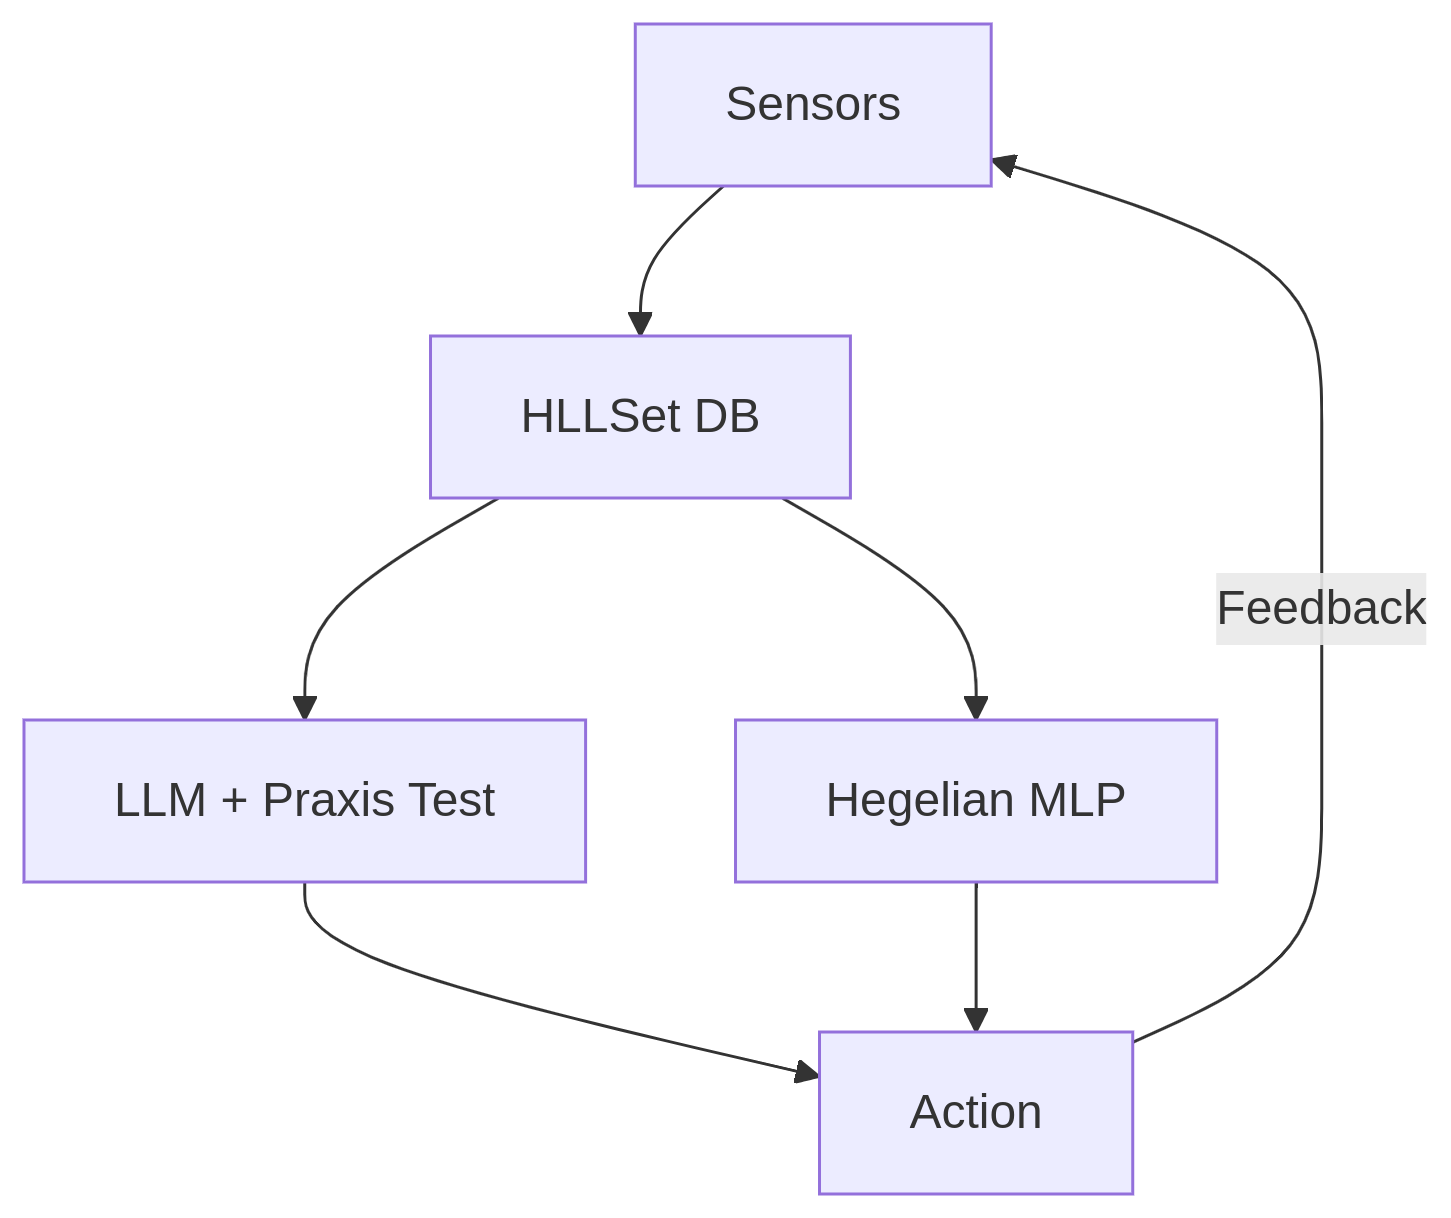 Sensors
HLLSet DB
Feedback
LLM + Praxis Test
Hegelian MLP
Action